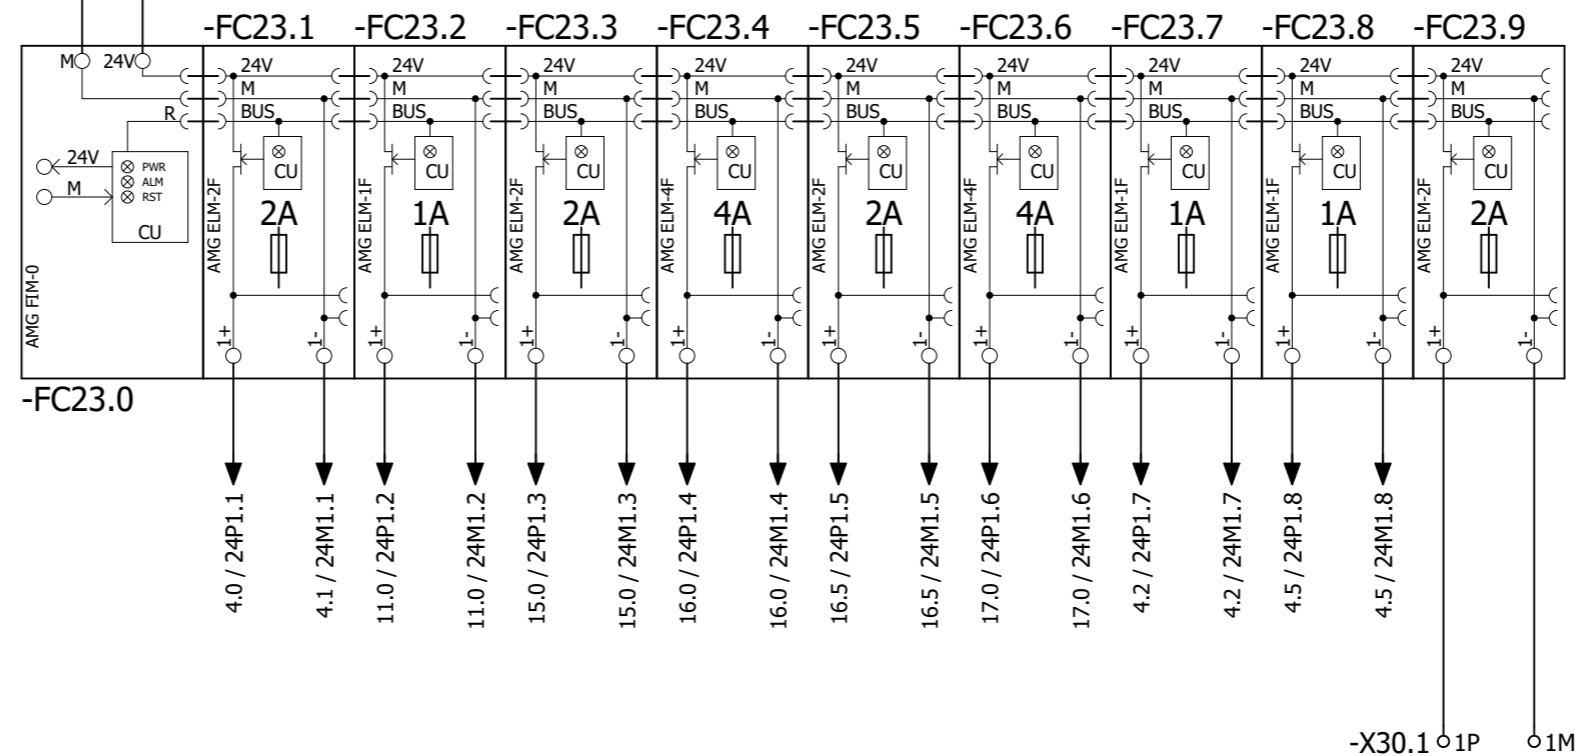 -FC23.1 -FC23.2 -FC23.3 -FC23.4 -FC23.5 -FC23.6 -FC23.7 -FC23.8 -FC23.9
M 24V 24V 24V 24V 24V 24V 24V 24V 24V 24V
M M M M M M M M M
R BUS BUS BUS BUS BUS BUS BUS BUS BUS
24V PWR
ALM
M RST
CU
CU CU CU CU CU CU CU CU CU
2A 1A 2A 4A 2A 4A 1A 1A 2A
AMG FIM-0
AMG ELM-2F
AMG ELM-1F
AMG ELM-2F
AMG ELM-4F
AMG ELM-2F
AMG ELM-4F
AMG ELM-1F
AMG ELM-1F
AMG ELM-2F
1+ 1- 1+ 1- 1+ 1- 1+ 1- 1+ 1- 1+ 1- 1+ 1- 1+ 1- 1+ 1-
-FC23.0
4.0 / 24P1.1
4.1 / 24M1.1
11.0 / 24P1.2
11.0 / 24M1.2
15.0 / 24P1.3
15.0 / 24M1.3
16.0 / 24P1.4
16.0 / 24M1.4
16.5 / 24P1.5
16.5 / 24M1.5
17.0 / 24P1.6
17.0 / 24M1.6
4.2 / 24P1.7
4.2 / 24M1.7
4.5 / 24P1.8
4.5 / 24M1.8
-X30.1 1P 1M